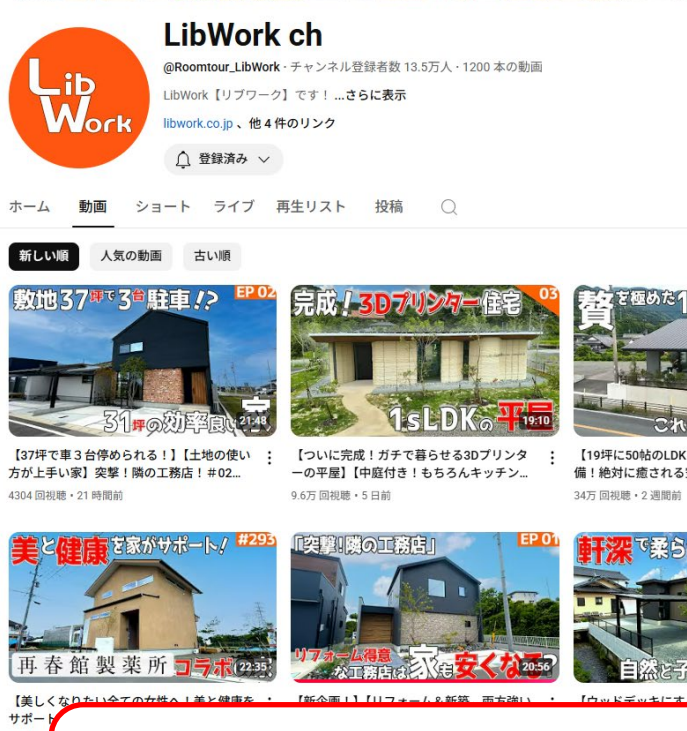 LibWork ch
Lib
Work
@Roomtour_LibWork · チャンネル登録者数 13.5万人 · 1200 本の動画
LibWork【リブワーク】です！ ...さらに表示
libwork.co.jp 、他 4 件のリンク
登録済み
ホーム 動画 ショート ライブ 再生リスト 投稿
新しい順 人気の動画 古い順
敷地37坪で3台駐車!? EP 02
31坪の効率良い家
21:48
完成！3Dプリンター住宅 03
1sLDKの平屋
19:10
贅を極めた1
これ
【37坪で車３台停められる！】【土地の使い
方が上手い家】突撃！隣の工務店！＃02...
4304 回視聴・21 時間前
【ついに完成！ガチで暮らせる3Dプリンタ
ーの平屋】【中庭付き！もちろんキッチン...
9.6万 回視聴・5 日前
【19坪に50帖のLDK
備！絶対に癒される
34万 回視聴・2 週間前
美と健康を家がサポート! #293
再春館製薬所コラボの
22:35
「突撃!隣の工務店」 EP 01
リフォーム得意
な工務店は、家も安くなる?
20:56
軒深で柔ら
自然と子
【美しくなりたい全ての女性へ！美と健康を
サポート
【新企画！】【リフォーム＆新築、両方強い
【ウッドデッキにす